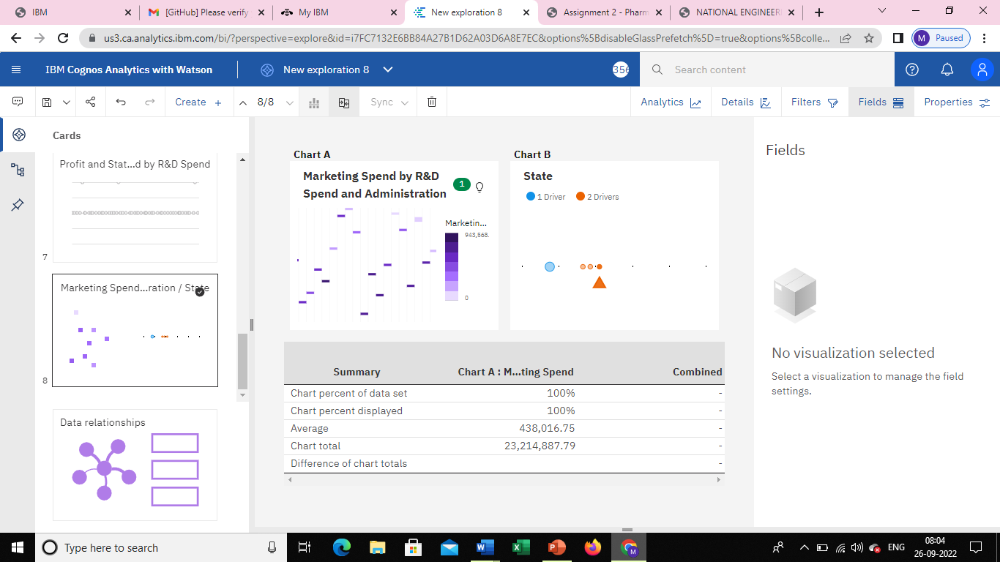 IBM
[GitHub] Please verify
My IBM
New exploration 8
Assignment 2 - Pharm
NATIONAL ENGINEER
us3.ca.analytics.ibm.com/bi/?perspective=explore&id=i7FC7132E6BB84A27B1D62A03D6A8E7EC&options%5BdisableGlassPrefetch%5D=true&options%5Bcolle...
M Paused
IBM Cognos Analytics with Watson
New exploration 8
356
Search content
Create
8/8
Sync
Analytics
Details
Filters
Fields
Properties
Cards
Profit and Stat...d by R&D Spend
7
Marketing Spend...ration / State
8
Data relationships
Chart A
Marketing Spend by R&D
Spend and Administration
1
Marketin...
943,568.
0
Chart B
State
1 Driver
2 Drivers
Summary Chart A : M...ting Spend Combined
Chart percent of data set 100% -
Chart percent displayed 100% -
Average 438,016.75 -
Chart total 23,214,887.79 -
Difference of chart totals -
Fields
No visualization selected
Select a visualization to manage the field
settings.
Type here to search
M
ENG
08:04
26-09-2022